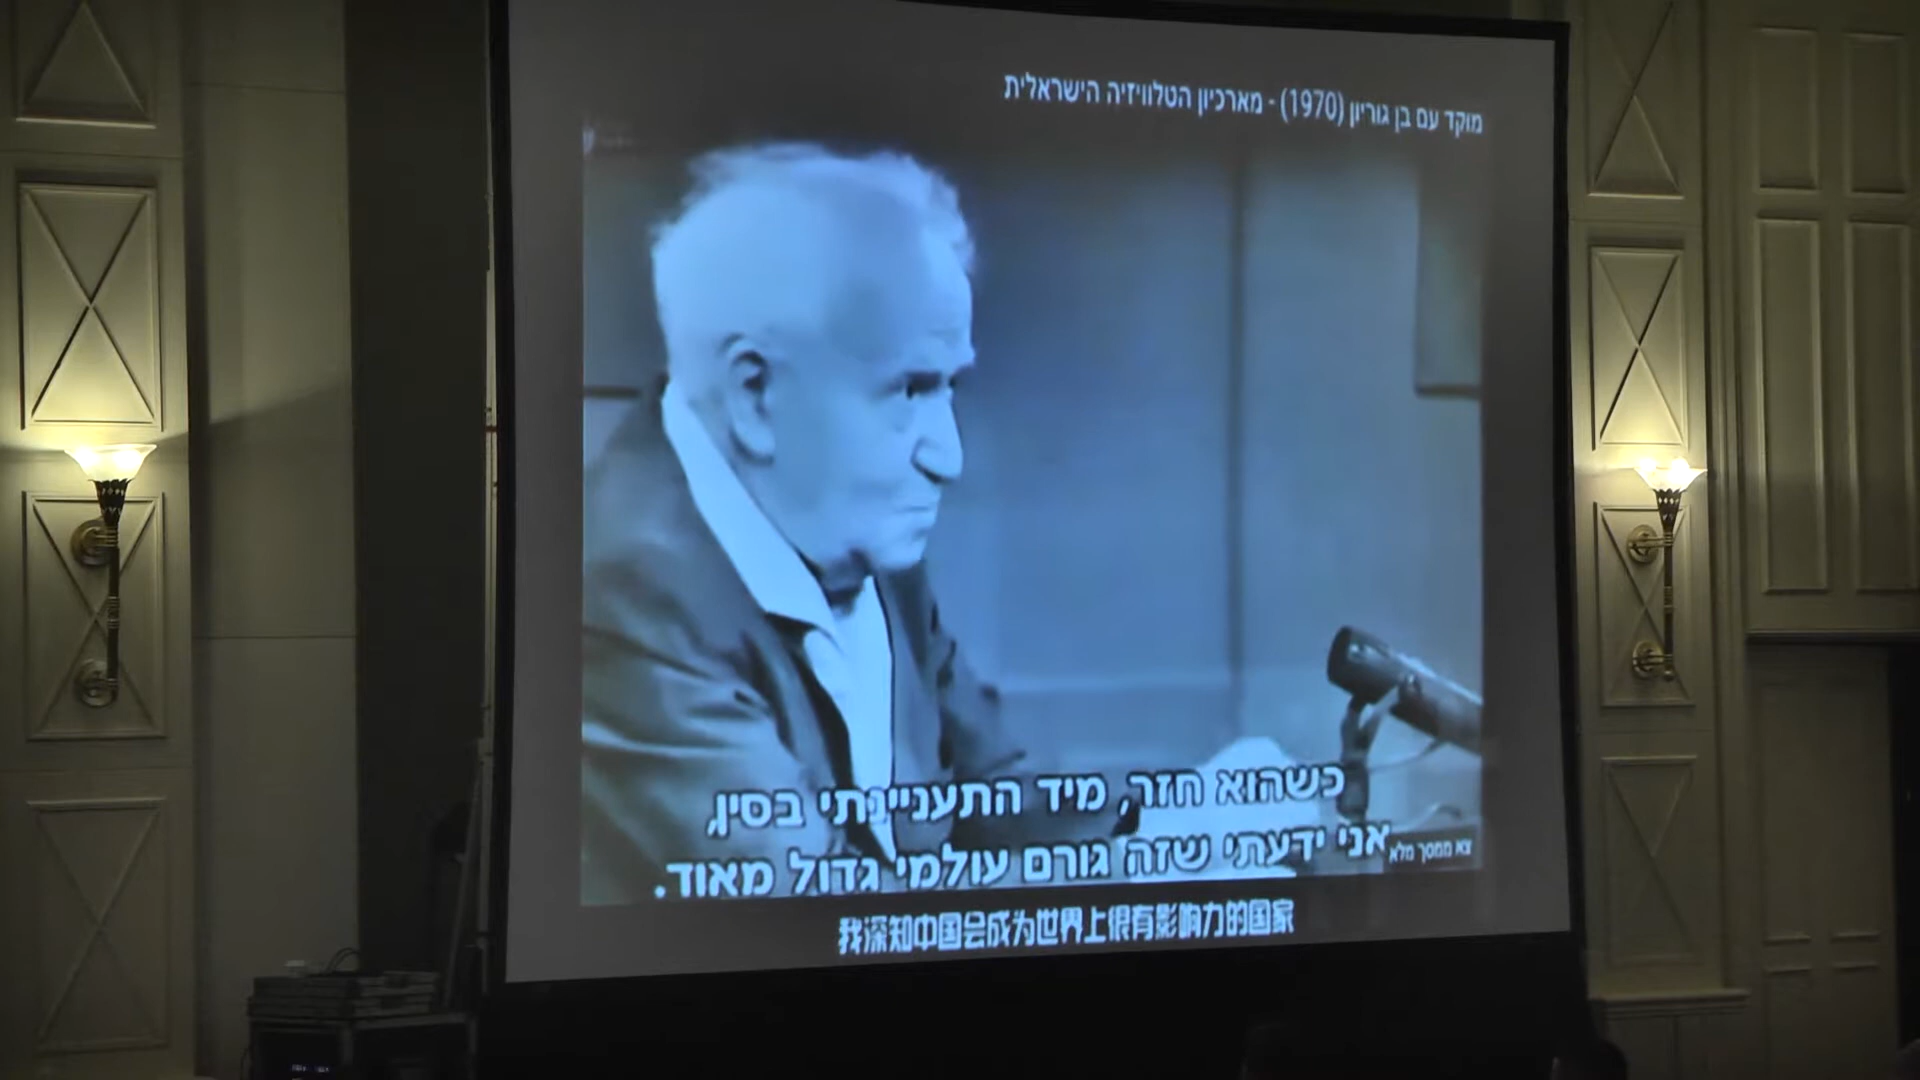 מוקד עם בן גוריון (1970) - מארכיון הטלוויזיה הישראלית
כשהוא חזר, מיד התעניינתי בסין,
אני ידעתי שזה גורם עולמי גדול מאוד.
צא ממסך מלא
我深知中国会成为世界上很有影响力的国家